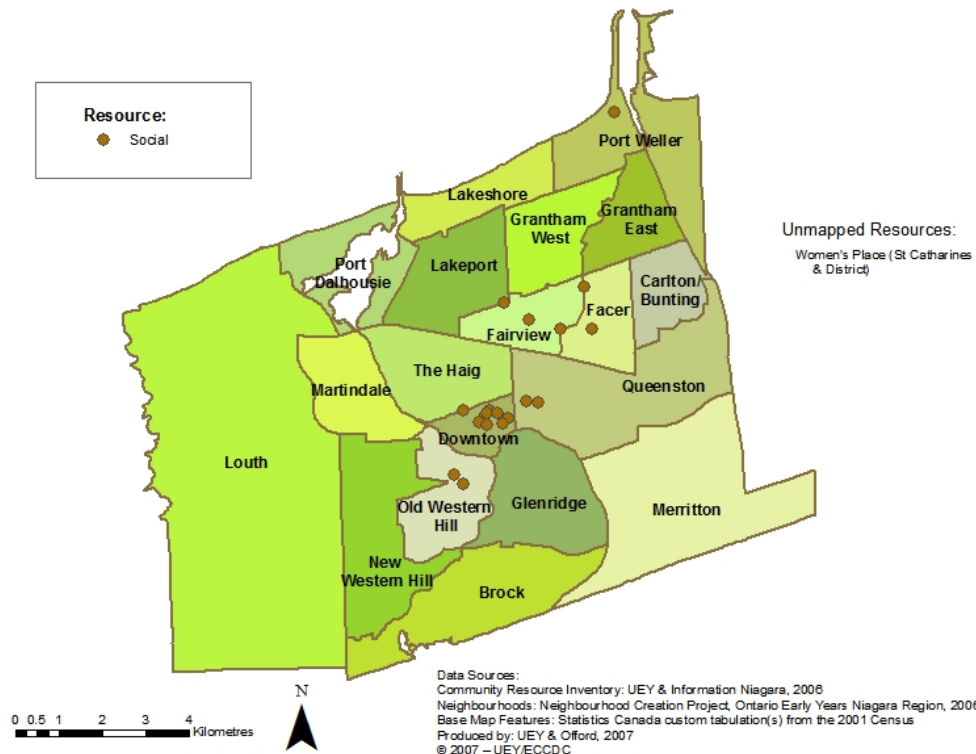 Resource:
Social
Port Weller
Lakeshore
Grantham
West
Grantham
East
Unmapped Resources:
Women's Place (St Catharines
& District)
Port
Dalhousie
Lakeport
Carlton/
Bunting
Facer
Fairview
The Haig
Queenston
Martindale
Downtown
Louth
Old Western
Hill
Glenridge
Merritton
New
Western Hill
Brock
Data Sources:
Community Resource Inventory: UEY & Information Niagara, 2006
Neighbourhoods: Neighbourhood Creation Project, Ontario Early Years Niagara Region, 2006
Base Map Features: Statistics Canada custom tabulation(s) from the 2001 Census
Produced by: UEY & Offord, 2007
© 2007 – UEY/ECCDC
N
0 0.5 1 2 3 4
Kilometres